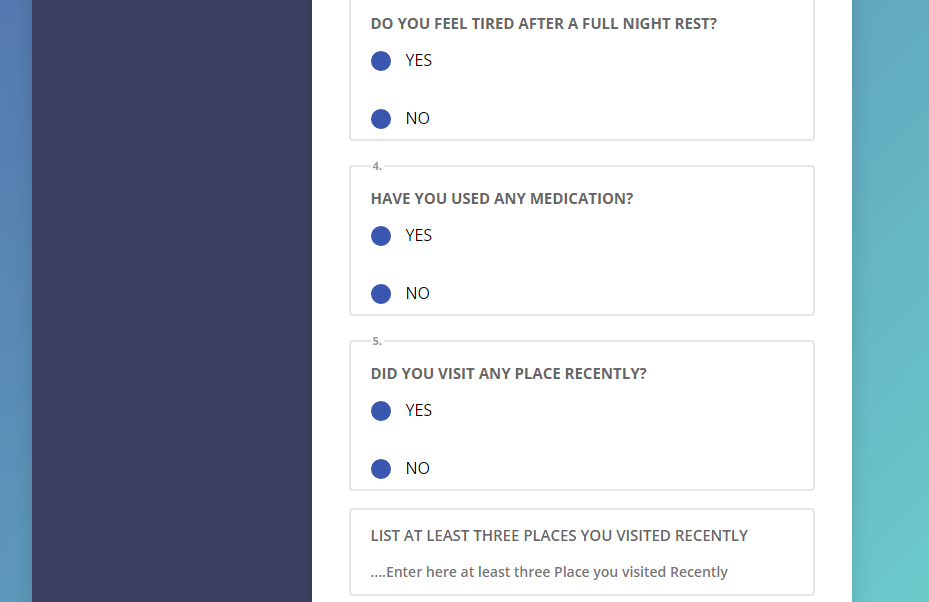 DO YOU FEEL TIRED AFTER A FULL NIGHT REST?
YES
NO
4.
HAVE YOU USED ANY MEDICATION?
YES
NO
5.
DID YOU VISIT ANY PLACE RECENTLY?
YES
NO
LIST AT LEAST THREE PLACES YOU VISITED RECENTLY
....Enter here at least three Place you visited Recently